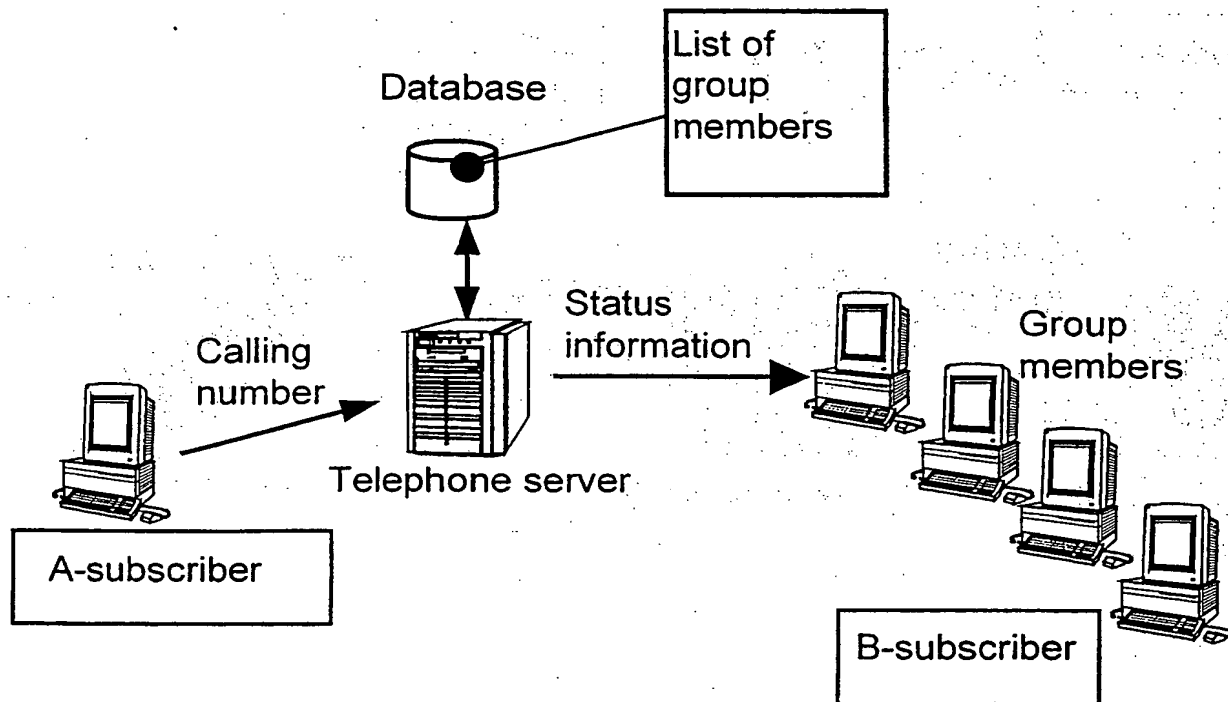 List of
group
members
Database
Status
information
Group
members
Calling
number
Telephone server
A-subscriber
B-subscriber